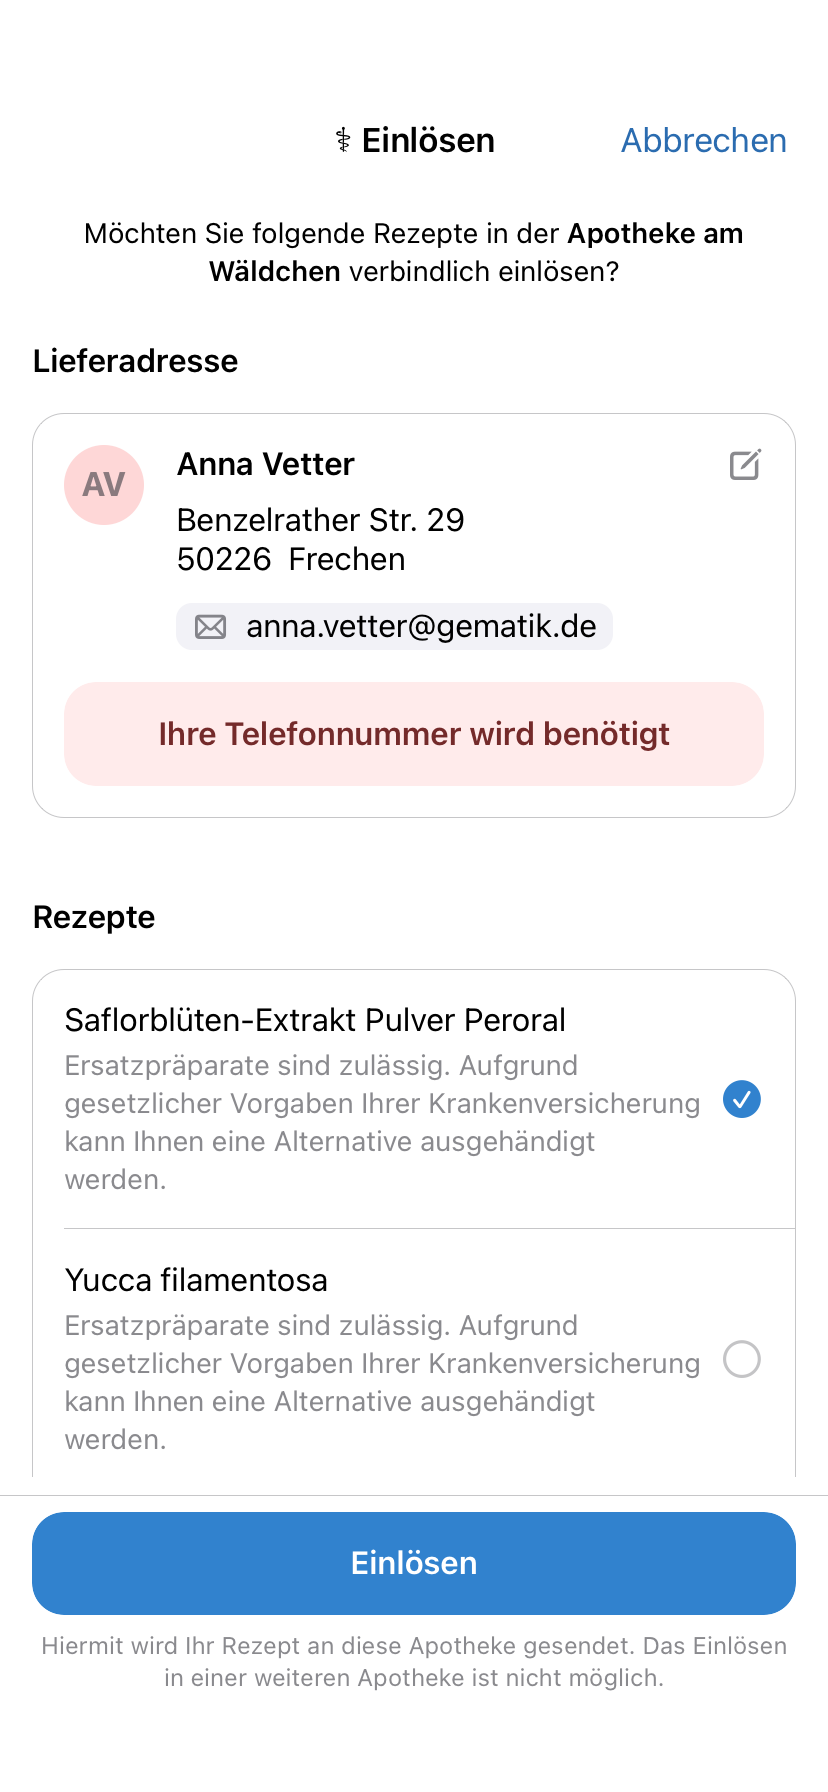 ⚕ Einlösen
Abbrechen
Möchten Sie folgende Rezepte in der Apotheke am
Wäldchen verbindlich einlösen?
Lieferadresse
AV
Anna Vetter
Benzelrather Str. 29
50226 Frechen
anna.vetter@gematik.de
Ihre Telefonnummer wird benötigt
Rezepte
Saflorblüten-Extrakt Pulver Peroral
Ersatzpräparate sind zulässig. Aufgrund
gesetzlicher Vorgaben Ihrer Krankenversicherung
kann Ihnen eine Alternative ausgehändigt
werden.
Yucca filamentosa
Ersatzpräparate sind zulässig. Aufgrund
gesetzlicher Vorgaben Ihrer Krankenversicherung
kann Ihnen eine Alternative ausgehändigt
werden.
Einlösen
Hiermit wird Ihr Rezept an diese Apotheke gesendet. Das Einlösen
in einer weiteren Apotheke ist nicht möglich.